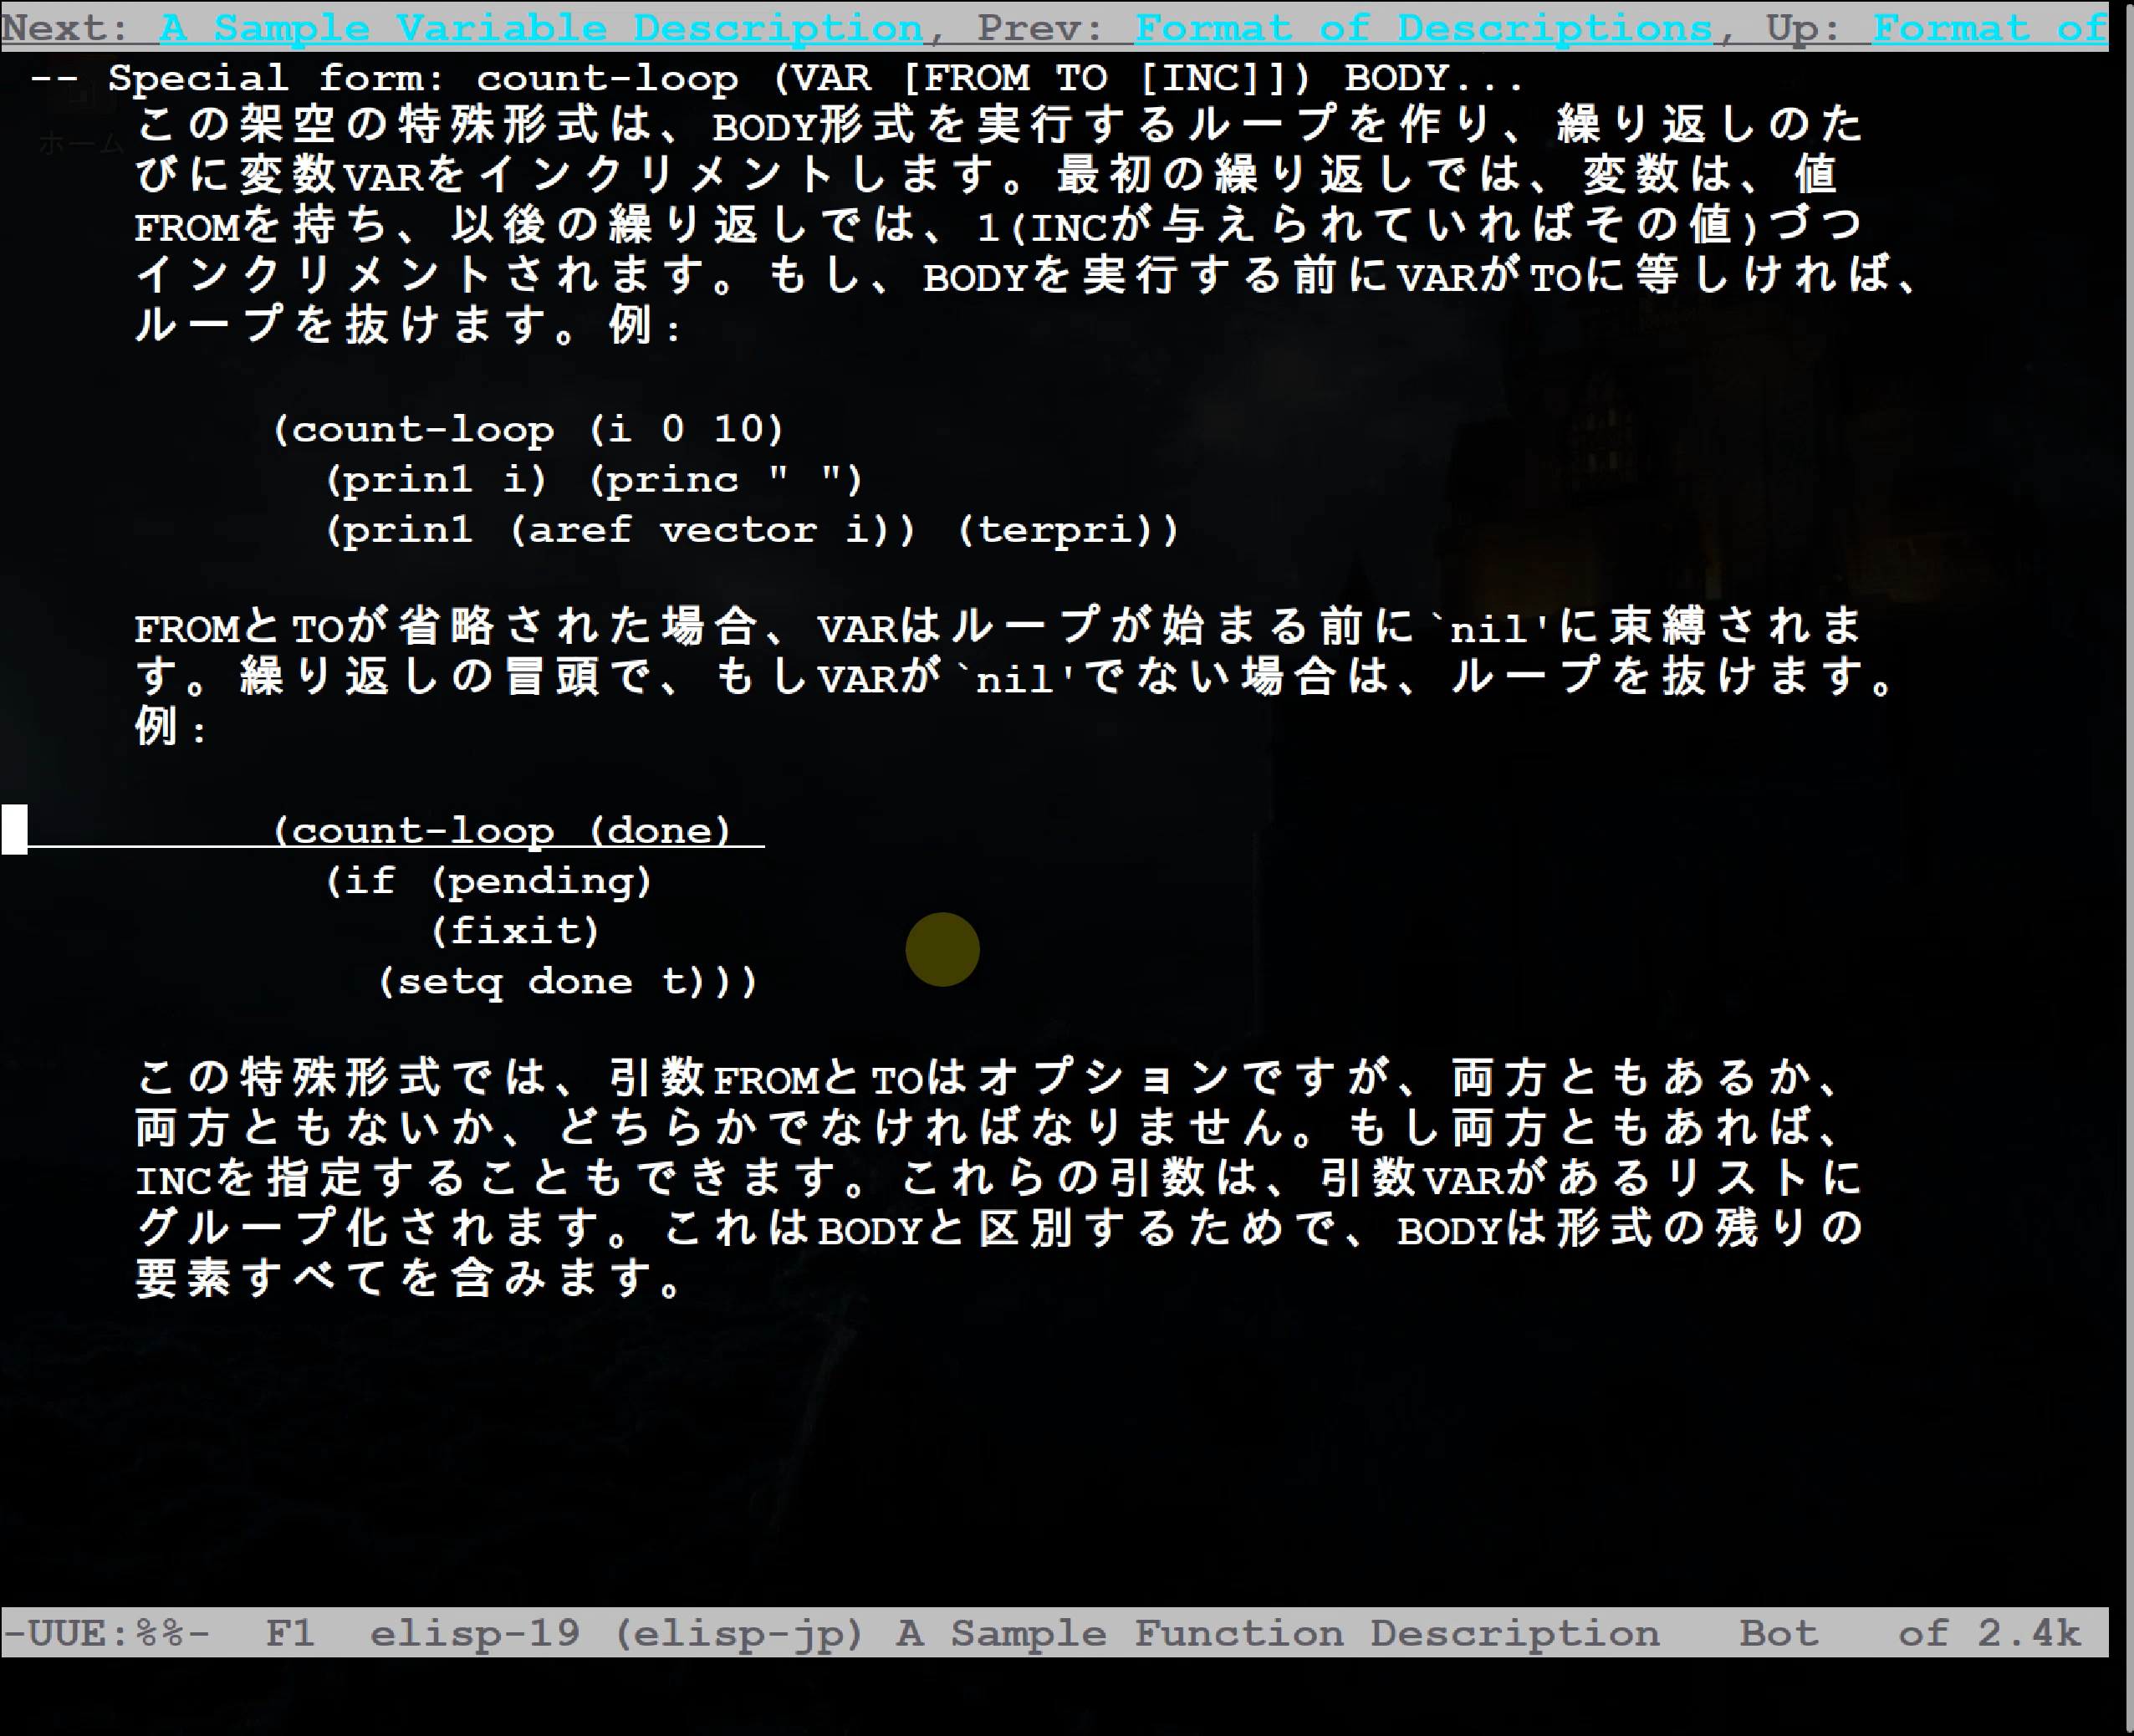 Next: A Sample Variable Description, Prev: Format of Descriptions, Up: Format of
-- Special form: count-loop (VAR [FROM TO [INC]]) BODY...
ホーム
この架空の特殊形式は、BODY形式を実行するループを作り、繰り返しのた
びに変数VARをインクリメントします。最初の繰り返しでは、変数は、値
FROMを持ち、以後の繰り返しでは、1(INCが与えられていればその値)づつ
インクリメントされます。もし、BODYを実行する前にVARがTOに等しければ、
ループを抜けます。例:
(count-loop (i 0 10)
(prin1 i) (princ " ")
(prin1 (aref vector i)) (terpri))
FROMとTOが省略された場合、VARはループが始まる前に`nil'に束縛されま
す。繰り返しの冒頭で、もしVARが`nil'でない場合は、ループを抜けます。
例:
(count-loop (done)
(if (pending)
(fixit)
(setq done t)))
この特殊形式では、引数FROMとTOはオプションですが、両方ともあるか、
両方ともないか、どちらかでなければなりません。もし両方ともあれば、
INCを指定することもできます。これらの引数は、引数VARがあるリストに
グループ化されます。これはBODYと区別するためで、BODYは形式の残りの
要素すべてを含みます。
-UUE:%%-  F1  elisp-19 (elisp-jp) A Sample Function Description   Bot   of 2.4k